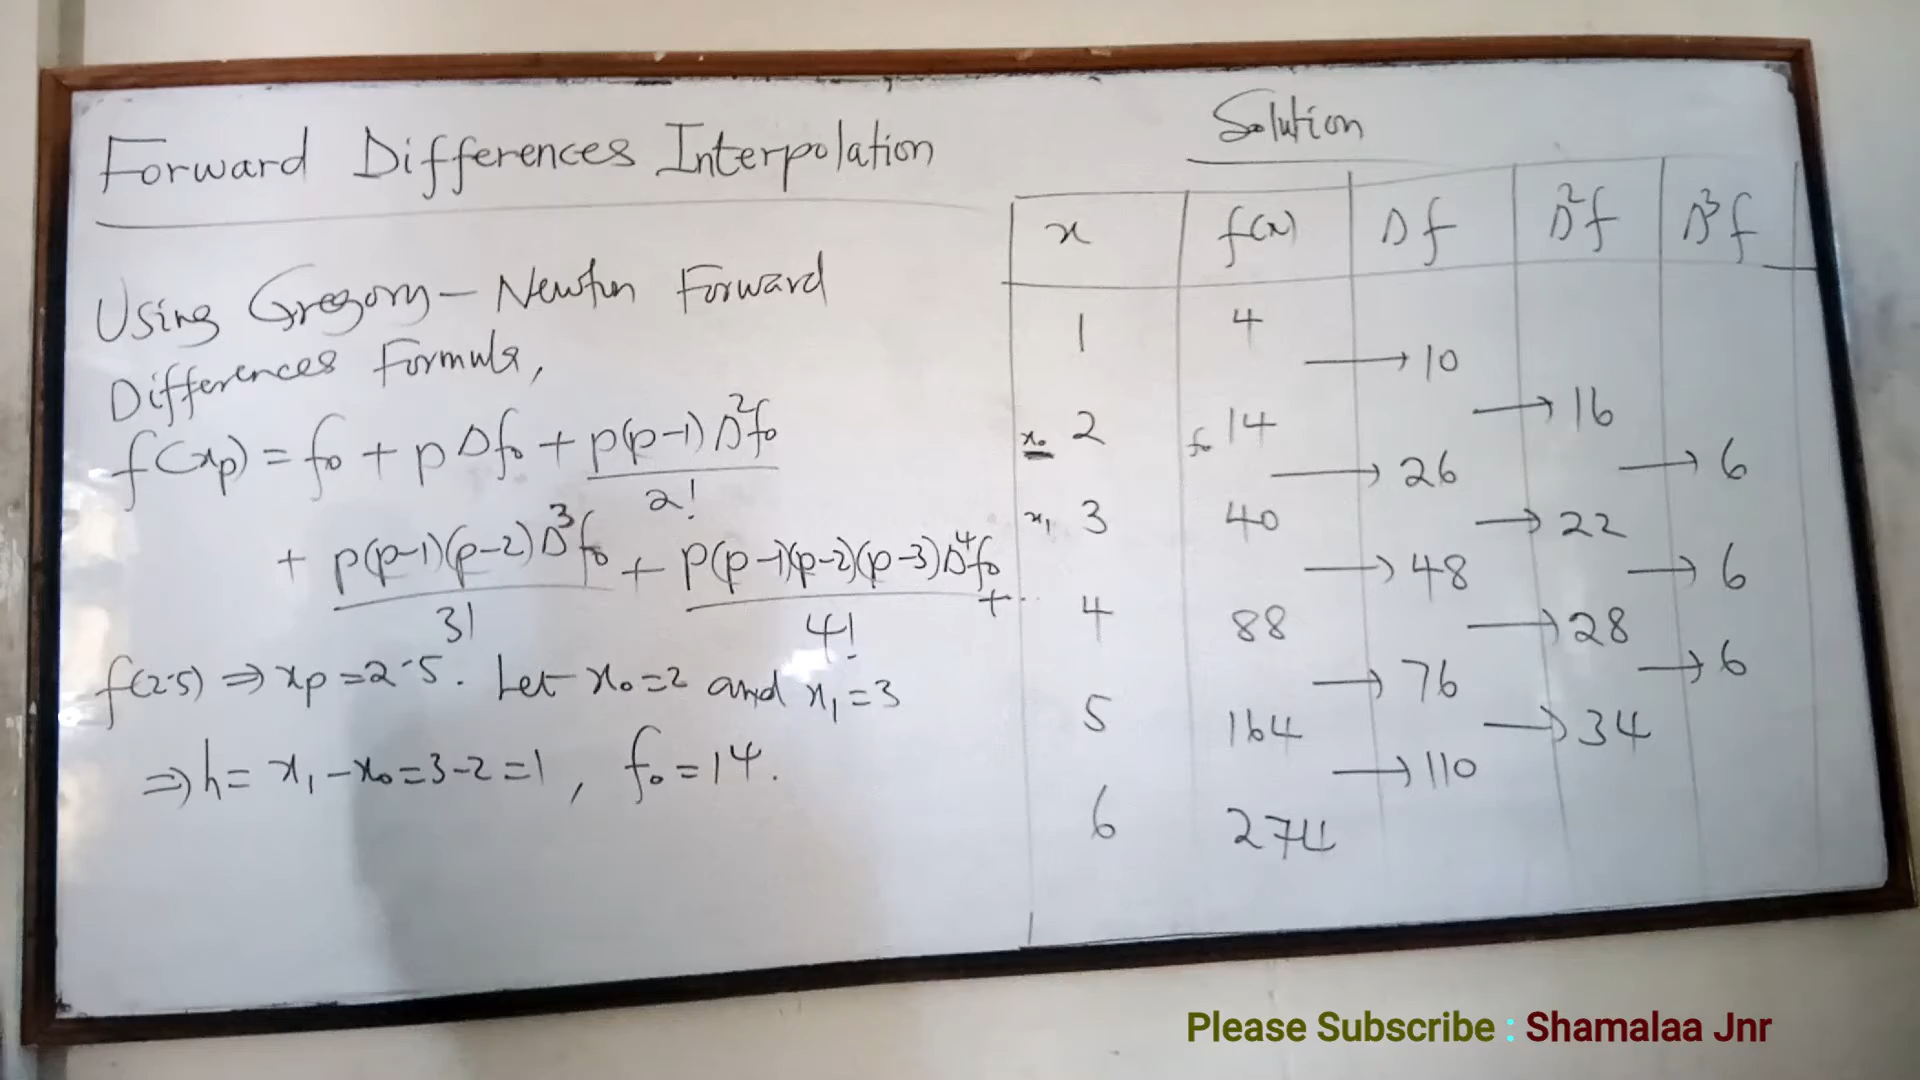 Forward Differences Interpolation
Using Gregory-Newton Forward
Differences Formula,
f(xp) = f₀ + pΔf₀ + p(p-1)Δ²f₀ / 2!
+ p(p-1)(p-2)Δ³f₀ / 3! + p(p-1)(p-2)(p-3)Δ⁴f₀ / 4! + ..
f(2.5) ⇒ xp = 2.5. Let x₀ = 2 and x₁ = 3
⇒ h = x₁ - x₀ = 3 - 2 = 1, f₀ = 14.
Solution
x f(x) Δf Δ²f Δ³f
1 4
→ 10
x₀ 2 f₀ 14 → 16
→ 26 → 6
x₁ 3 40 → 22
→ 48 → 6
4 88 → 28
→ 76 → 6
5 164 → 34
→ 110
6 274
Please Subscribe : Shamalaa Jnr